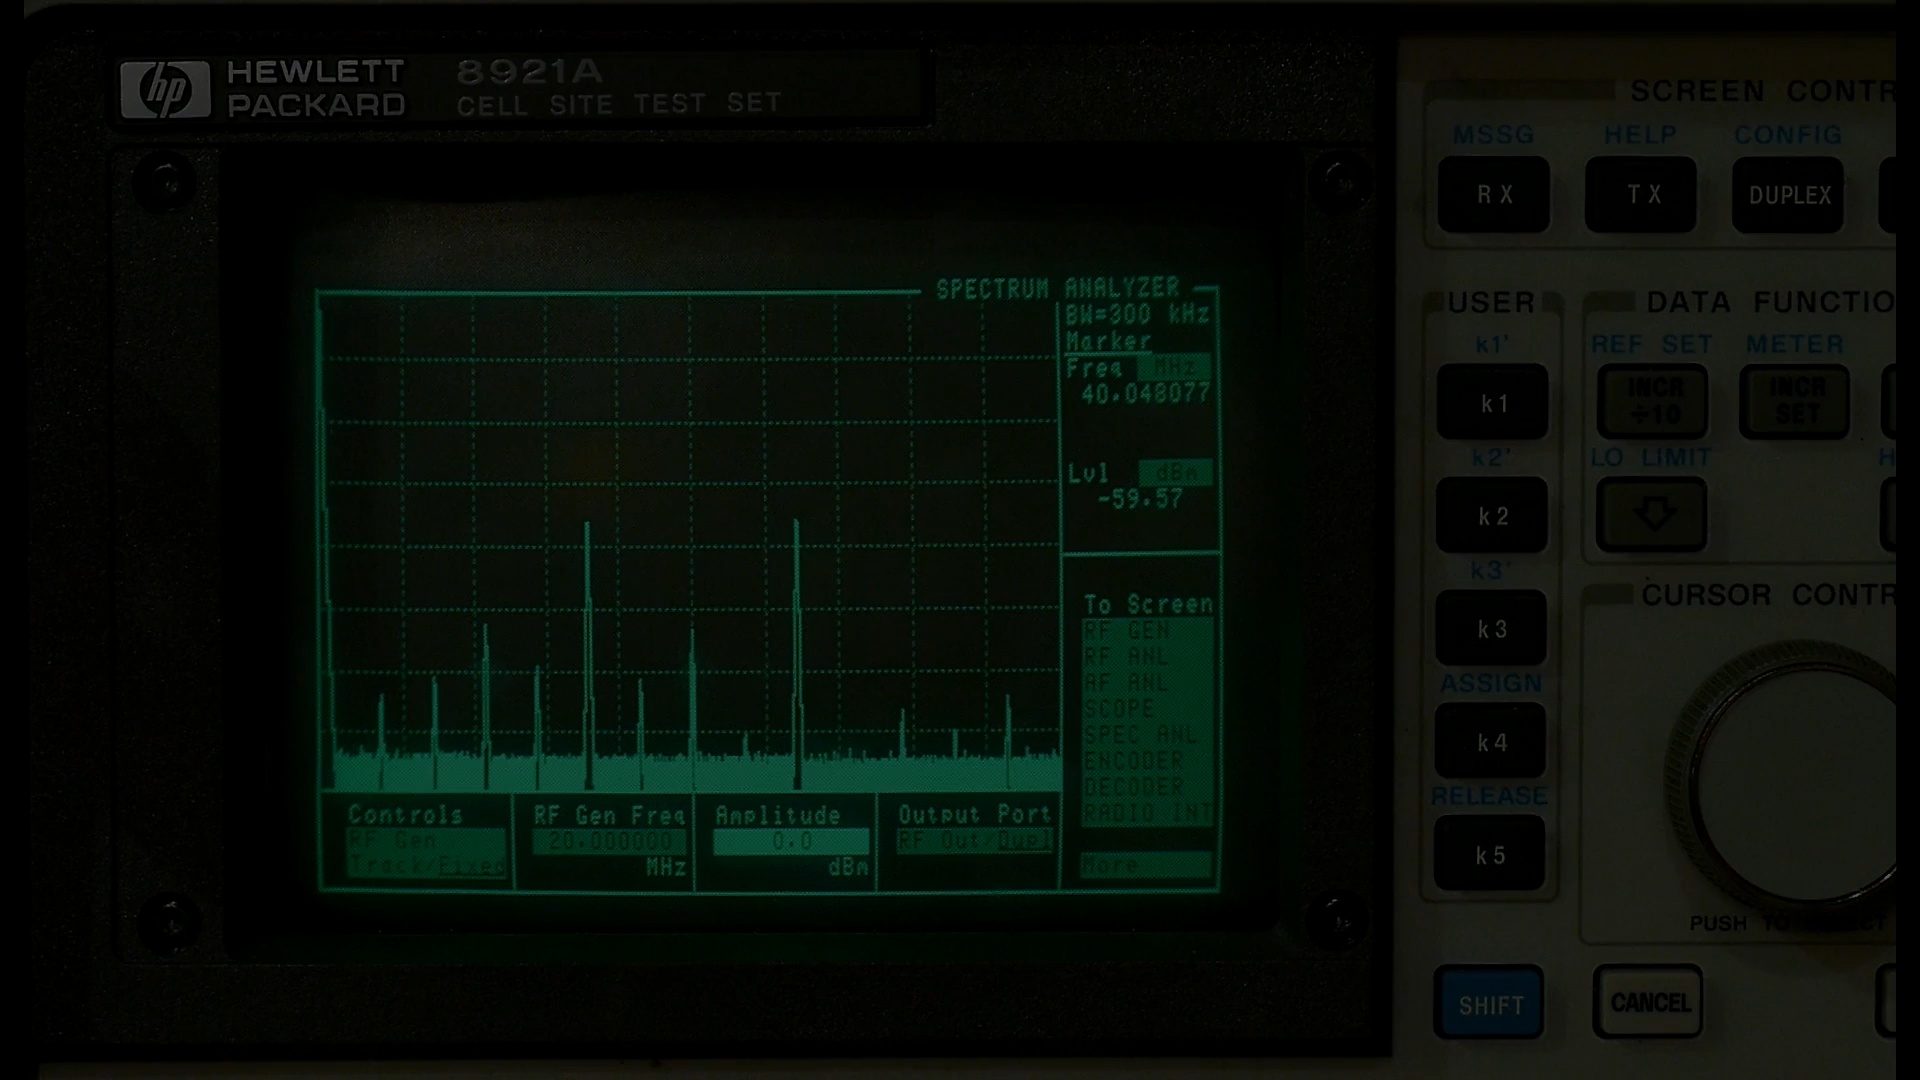 hp HEWLETT PACKARD
8921A
CELL SITE TEST SET
SPECTRUM ANALYZER
BW=300 kHz
Marker
Freq MHz
40.048077
Lvl dBm
-59.57
To Screen
RF GEN
RF ANL
AF ANL
SCOPE
SPEC ANL
ENCODER
DECODER
RADIO INT
More
Controls
RF Gen
Track/Fixed
RF Gen Freq
20.000000
MHz
Amplitude
0.0
dBm
Output Port
RF Out/Dupl
SCREEN CONTR
MSSG HELP CONFIG
RX TX DUPLEX
USER
k1'
k1
k2'
k2
k3'
k3
ASSIGN
k4
RELEASE
k5
SHIFT
DATA FUNCTIO
REF SET METER
INCR ÷10
INCR SET
LO LIMIT H
CURSOR CONTR
PUSH
CANCEL